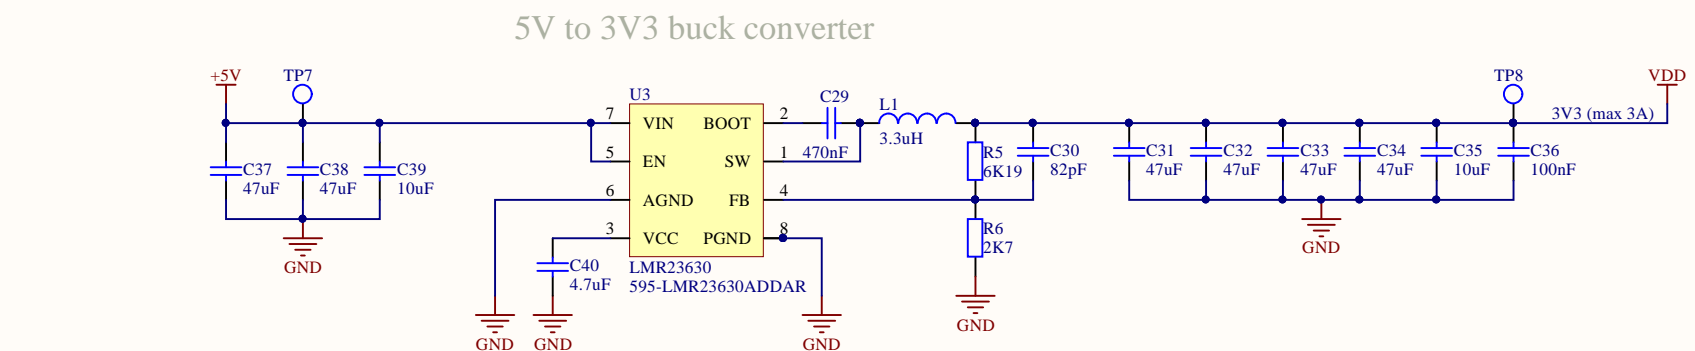 5V to 3V3 buck converter
+5V
TP7
U3
C29
L1
TP8
VDD
7
VIN
BOOT
2
3.3uH
3V3 (max 3A)
5
EN
SW
1
470nF
C37
47uF
C38
47uF
C39
10uF
R5
6K19
C30
82pF
C31
47uF
C32
47uF
C33
47uF
C34
47uF
C35
10uF
C36
100nF
6
AGND
FB
4
3
VCC
PGND
8
R6
2K7
GND
C40
4.7uF
LMR23630
595-LMR23630ADDAR
GND
GND
GND
GND
GND